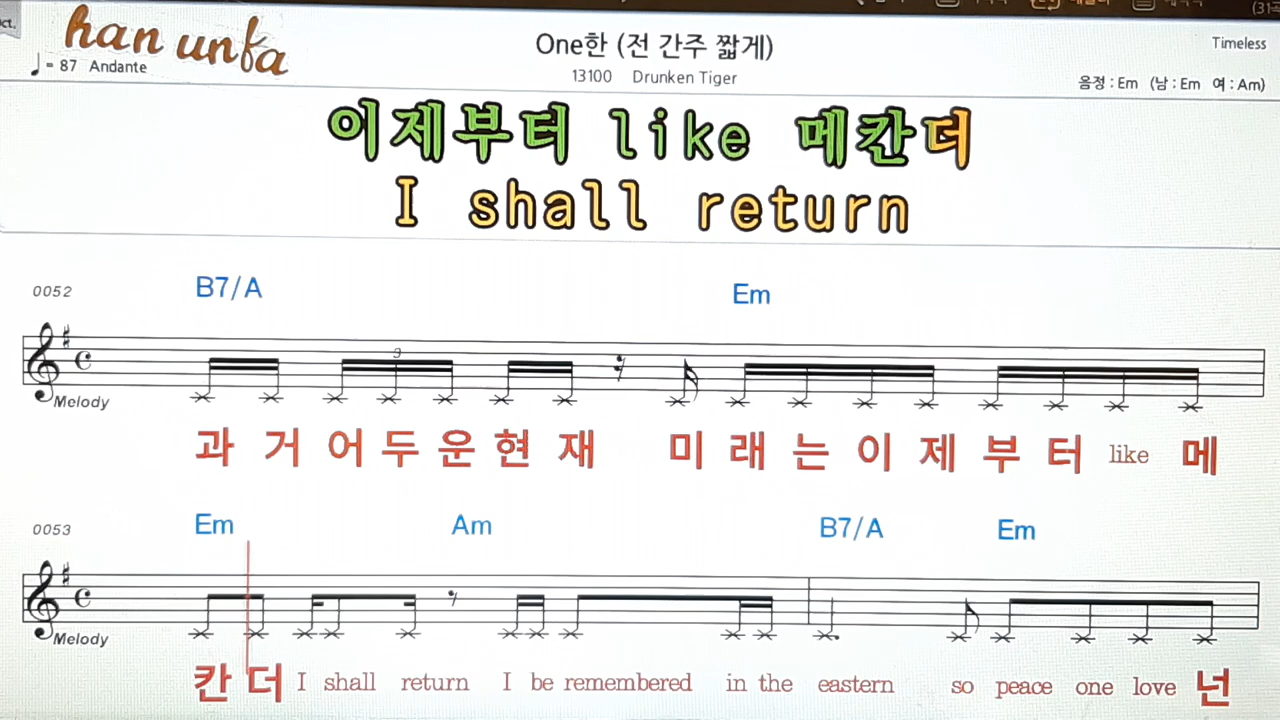 han unfa
One한 (전 간주 짧게)
Timeless
♩= 87 Andante
13100 Drunken Tiger
음정 : Em (남 : Em 여 : Am)
이제부터 like 메칸더
I shall return
0052
B7/A Em
3
Melody
과 거 어 두 운 현 재 미 래 는 이 제 부 터 like 메
0053
Em Am B7/A Em
Melody
칸 더 I shall return I be remembered in the eastern so peace one love 넌